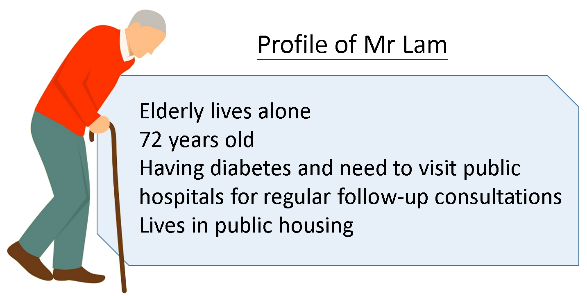 Profile of Mr Lam
Elderly lives alone
72 years old
Having diabetes and need to visit public
hospitals for regular follow-up consultations
Lives in public housing